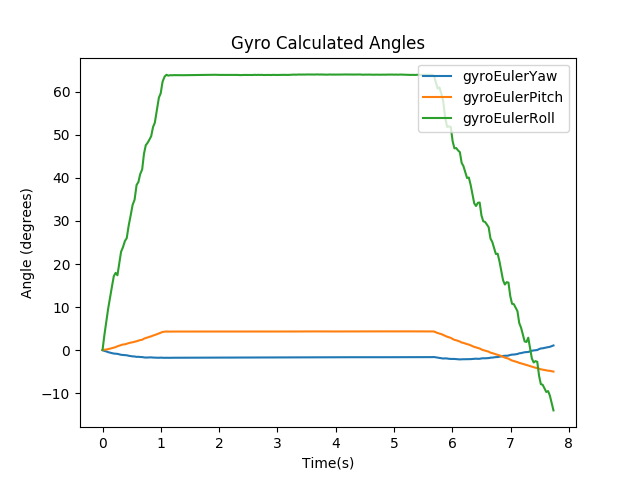 Gyro Calculated Angles
gyroEulerYaw
gyroEulerPitch
gyroEulerRoll
Angle (degrees)
60
50
40
30
20
10
0
−10
0 1 2 3 4 5 6 7 8
Time(s)